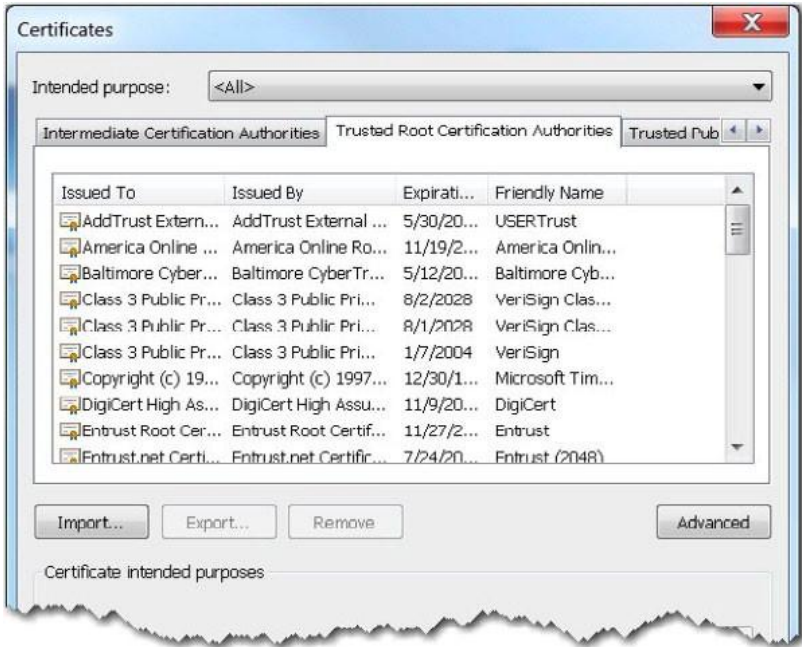 Certificates
Intended purpose: <All>
Intermediate Certification Authorities Trusted Root Certification Authorities Trusted Pub
Issued To Issued By Expirati... Friendly Name
AddTrust Extern... AddTrust External ... 5/30/20... USERTrust
America Online ... America Online Ro... 11/19/2... America Onlin...
Baltimore Cyber... Baltimore CyberTr... 5/12/20... Baltimore Cyb...
Class 3 Public Pr... Class 3 Public Pri... 8/2/2028 VeriSign Clas...
Class 3 Public Pr... Class 3 Public Pri... 8/1/2028 VeriSign Clas...
Class 3 Public Pr... Class 3 Public Pri... 1/7/2004 VeriSign
Copyright (c) 19... Copyright (c) 1997... 12/30/1... Microsoft Tim...
DigiCert High As... DigiCert High Assu... 11/9/20... DigiCert
Entrust Root Cer... Entrust Root Certif... 11/27/2... Entrust
Entrust.net Certi... Entrust.net Certific... 7/24/20... Entrust (2048)
Import... Export... Remove Advanced
Certificate intended purposes